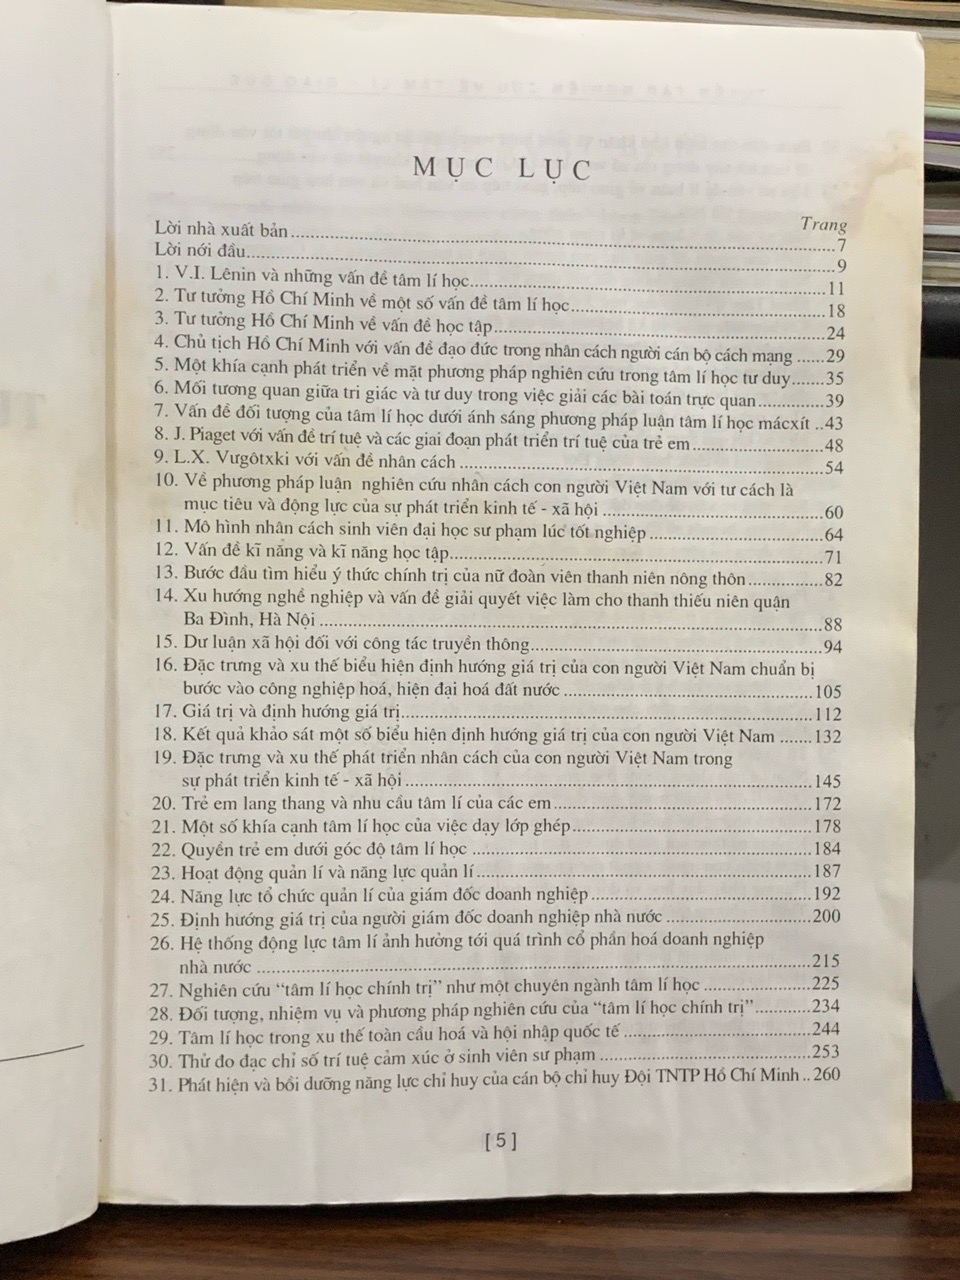 MỤC LỤC
Trang
Lời nhà xuất bản.......7
Lời nới đầu.......9
1. V.I. Lênin và những vấn đề tâm lí học.......11
2. Tư tưởng Hồ Chí Minh về một số vấn đề tâm lí học.......18
3. Tư tưởng Hồ Chí Minh về vấn đề học tập.......24
4. Chủ tịch Hồ Chí Minh với vấn đề đạo đức trong nhân cách người cán bộ cách mạng ......29
5. Một khía cạnh phát triển về mặt phương pháp nghiên cứu trong tâm lí học tư duy.......35
6. Mối tương quan giữa tri giác và tư duy trong việc giải các bài toán trực quan.......39
7. Vấn đề đối tượng của tâm lí học dưới ánh sáng phương pháp luận tâm lí học mácxít ..43
8. J. Piaget với vấn đề trí tuệ và các giai đoạn phát triển trí tuệ của trẻ em.......48
9. L.X. Vưgôtxki với vấn đề nhân cách .......54
10. Về phương pháp luận nghiên cứu nhân cách con người Việt Nam với tư cách là
mục tiêu và động lực của sự phát triển kinh tế - xã hội .......60
11. Mô hình nhân cách sinh viên đại học sư phạm lúc tốt nghiệp .......64
12. Vấn đề kĩ năng và kĩ năng học tập.......71
13. Bước đầu tìm hiểu ý thức chính trị của nữ đoàn viên thanh niên nông thôn.......82
14. Xu hướng nghề nghiệp và vấn đề giải quyết việc làm cho thanh thiếu niên quận
Ba Đình, Hà Nội .......88
15. Dư luận xã hội đối với công tác truyền thông.......94
16. Đặc trưng và xu thế biểu hiện định hướng giá trị của con người Việt Nam chuẩn bị
bước vào công nghiệp hoá, hiện đại hoá đất nước .......105
17. Giá trị và định hướng giá trị.......112
18. Kết quả khảo sát một số biểu hiện định hướng giá trị của con người Việt Nam .......132
19. Đặc trưng và xu thế phát triển nhân cách của con người Việt Nam trong
sự phát triển kinh tế - xã hội .......145
20. Trẻ em lang thang và nhu cầu tâm lí của các em .......172
21. Một số khía cạnh tâm lí học của việc dạy lớp ghép.......178
22. Quyền trẻ em dưới góc độ tâm lí học .......184
23. Hoạt động quản lí và năng lực quản lí.......187
24. Năng lực tổ chức quản lí của giám đốc doanh nghiệp.......192
25. Định hướng giá trị của người giám đốc doanh nghiệp nhà nước .......200
26. Hệ thống động lực tâm lí ảnh hưởng tới quá trình cổ phần hoá doanh nghiệp
nhà nước .......215
27. Nghiên cứu “tâm lí học chính trị” như một chuyên ngành tâm lí học .......225
28. Đối tượng, nhiệm vụ và phương pháp nghiên cứu của “tâm lí học chính trị”.......234
29. Tâm lí học trong xu thế toàn cầu hoá và hội nhập quốc tế .......244
30. Thử đo đạc chỉ số trí tuệ cảm xúc ở sinh viên sư phạm .......253
31. Phát hiện và bồi dưỡng năng lực chỉ huy của cán bộ chỉ huy Đội TNTP Hồ Chí Minh ..260
[ 5 ]